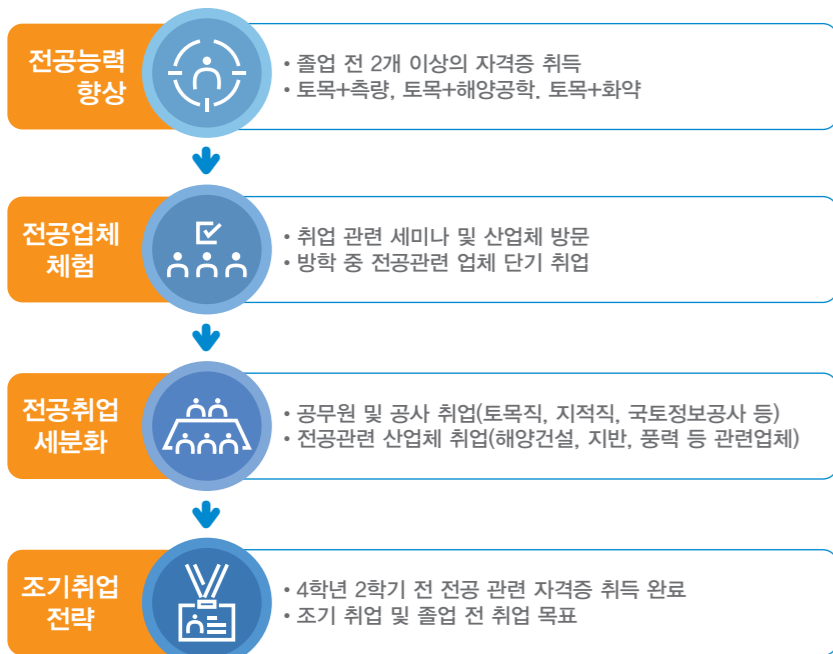 전공능력
향상
• 졸업 전 2개 이상의 자격증 취득
• 토목+측량, 토목+해양공학. 토목+화약
전공업체
체험
• 취업 관련 세미나 및 산업체 방문
• 방학 중 전공관련 업체 단기 취업
전공취업
세분화
• 공무원 및 공사 취업(토목직, 지적직, 국토정보공사 등)
• 전공관련 산업체 취업(해양건설, 지반, 풍력 등 관련업체)
조기취업
전략
• 4학년 2학기 전 전공 관련 자격증 취득 완료
• 조기 취업 및 졸업 전 취업 목표